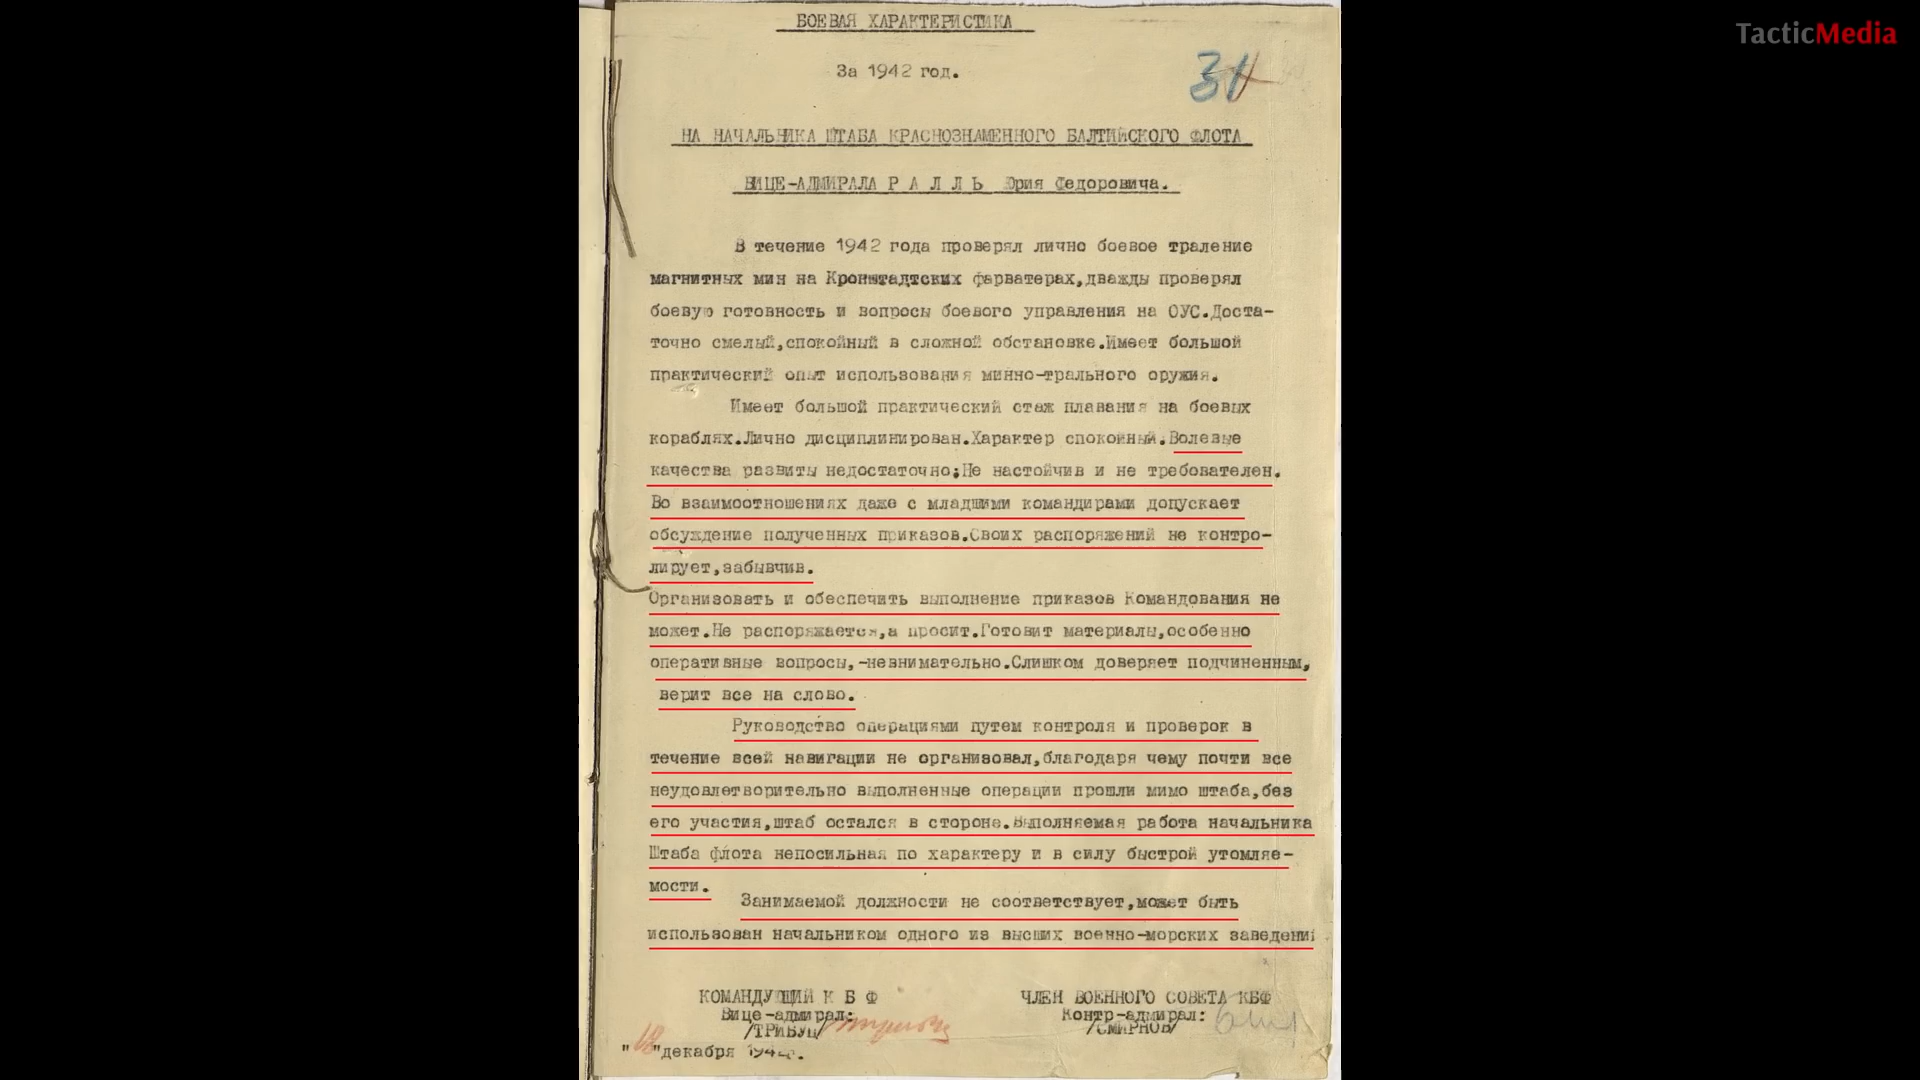 TacticMedia
БОЕВАЯ ХАРАКТЕРИСТИКА
31
За 1942 год.
НА НАЧАЛЬНИКА ШТАБА КРАСНОЗНАМЕННОГО БАЛТИЙСКОГО ФЛОТА
ВИЦЕ-АДМИРАЛА Р А Л Л Ь Юрия Федоровича.
В течение 1942 года проверял лично боевое траление
магнитных мин на Кронштадтских фарватерах,дважды проверял
боевую готовность и вопросы боевого управления на ОУС.Доста-
точно смелый,спокойный в сложной обстановке.Имеет большой
практический опыт использования минно-трального оружия.
Имеет большой практический стаж плавания на боевых
кораблях.Лично дисциплинирован.Характер спокойный.Волевые
качества развиты недостаточно;Не настойчив и не требователен.
Во взаимоотношениях даже с младшими командирами допускает
обсуждение полученных приказов.Своих распоряжений не контро-
лирует,забывчив.
Организовать и обеспечить выполнение приказов Командования не
может.Не распоряжается,а просит.Готовит материалы,особенно
оперативные вопросы,-невнимательно.Слишком доверяет подчиненным,
верит все на слово.
Руководство операциями путем контроля и проверок в
течение всей навигации не организовал,благодаря чему почти все
неудовлетворительно выполненные операции прошли мимо штаба,без
его участия,штаб остался в стороне.Выполняемая работа начальника
Штаба флота непосильная по характеру и в силу быстрой утомляе-
мости.
Занимаемой должности не соответствует,может быть
использован начальником одного из высших военно-морских заведени
КОМАНДУЩИЙ К Б Ф ЧЛЕН ВОЕННОГО СОВЕТА КБФ
Вице-адмирал: Контр-адмирал:
/ТРИБУЦ/ /СМИРНОВ/
"18"декабря 1942г.